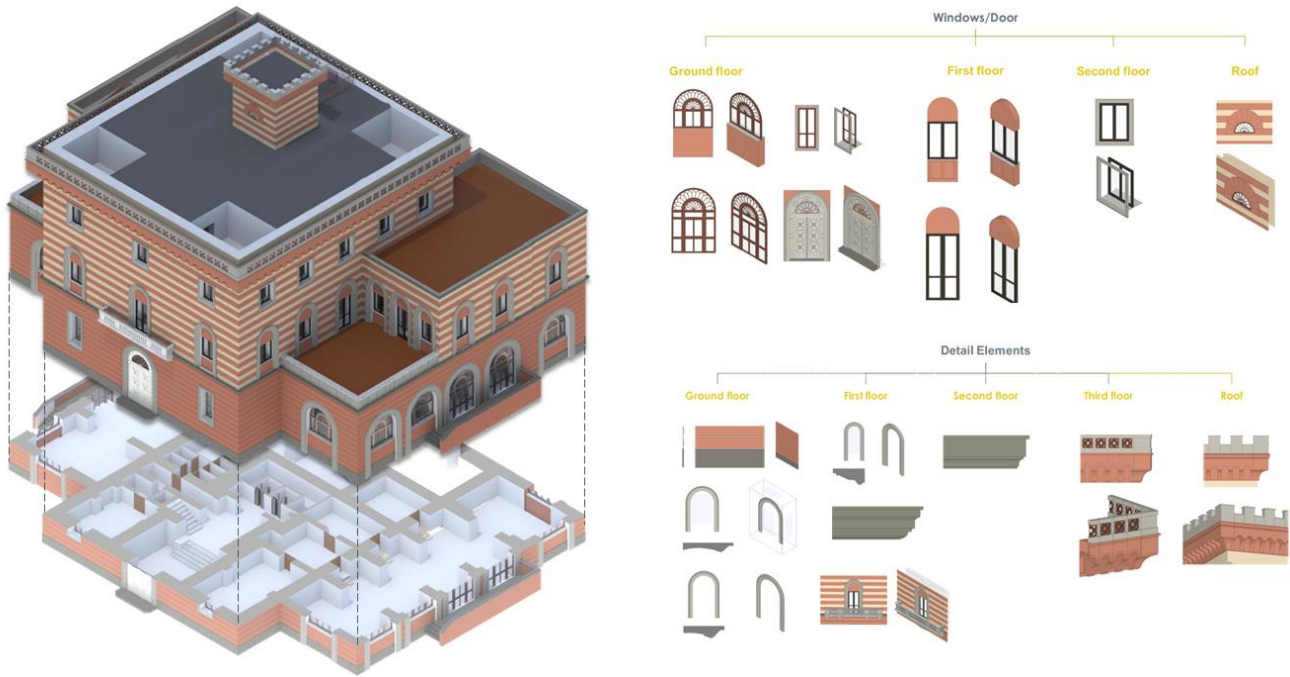 Windows/Door
Ground floor
First floor
Second floor
Roof
Detail Elements
Ground floor
First floor
Second floor
Third floor
Roof